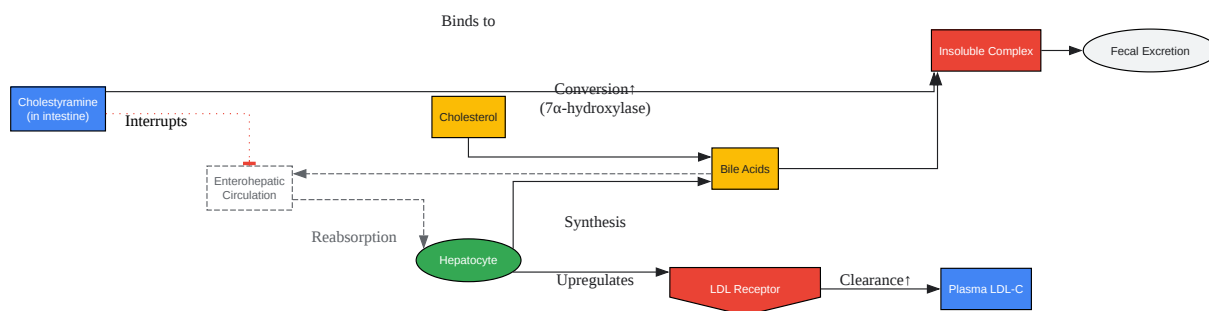 Binds to
Insoluble Complex
Fecal Excretion
Cholestyramine
(in intestine)
Conversion↑
(7α-hydroxylase)
Interrupts
Cholesterol
Bile Acids
Enterohepatic
Circulation
Synthesis
Reabsorption
Hepatocyte
Upregulates
LDL Receptor
Clearance↑
Plasma LDL-C